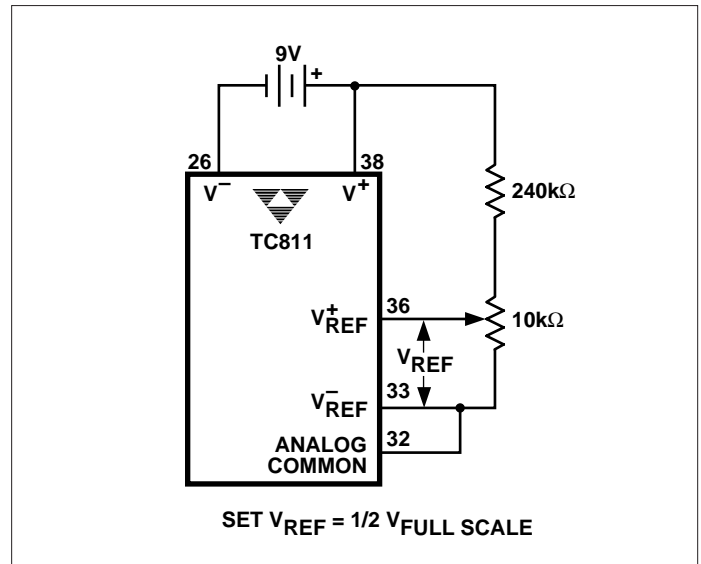 9V
+
26
38
V−
V+
TC811
240kΩ
36
V+REF
10kΩ
VREF
33
V−REF
32
ANALOG
COMMON
SET VREF = 1/2 VFULL SCALE